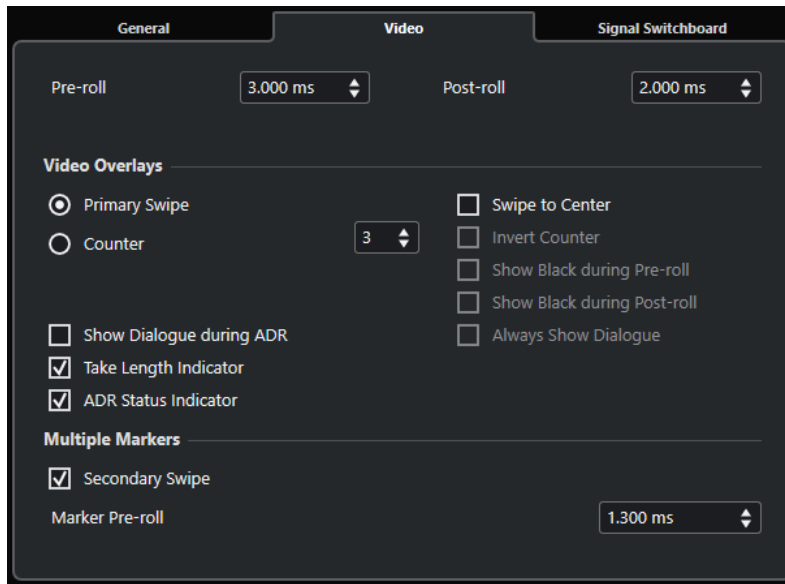 General Video Signal Switchboard
Pre-roll 3.000 ms Post-roll 2.000 ms
Video Overlays
Primary Swipe Swipe to Center
Counter 3 Invert Counter
Show Black during Pre-roll
Show Black during Post-roll
Show Dialogue during ADR Always Show Dialogue
Take Length Indicator
ADR Status Indicator
Multiple Markers
Secondary Swipe
Marker Pre-roll 1.300 ms